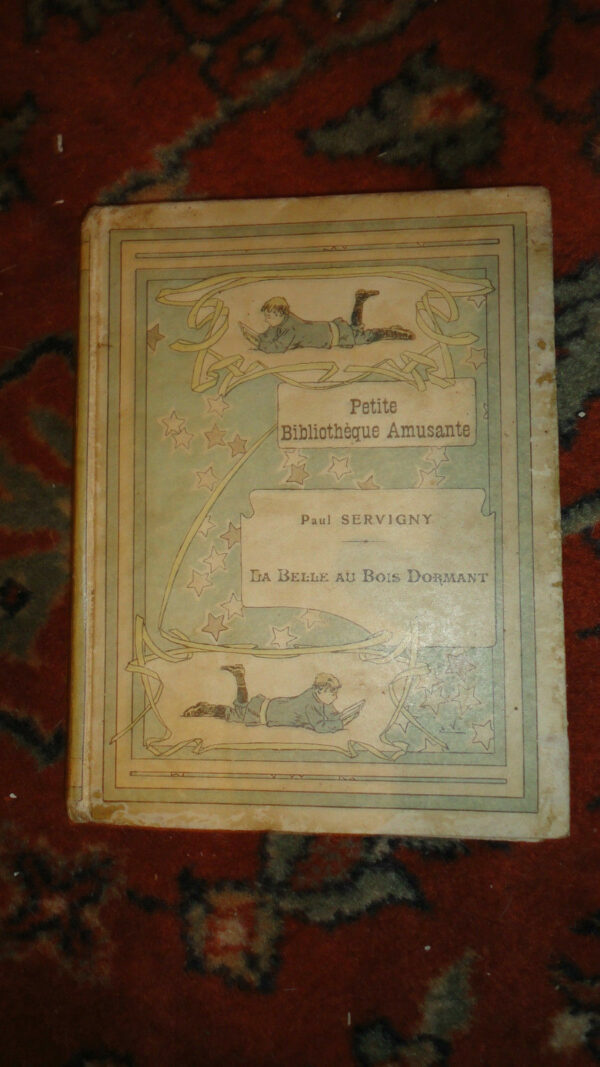 Petite
Bibliothèque Amusante
Paul SERVIGNY
LA BELLE AU BOIS DORMANT